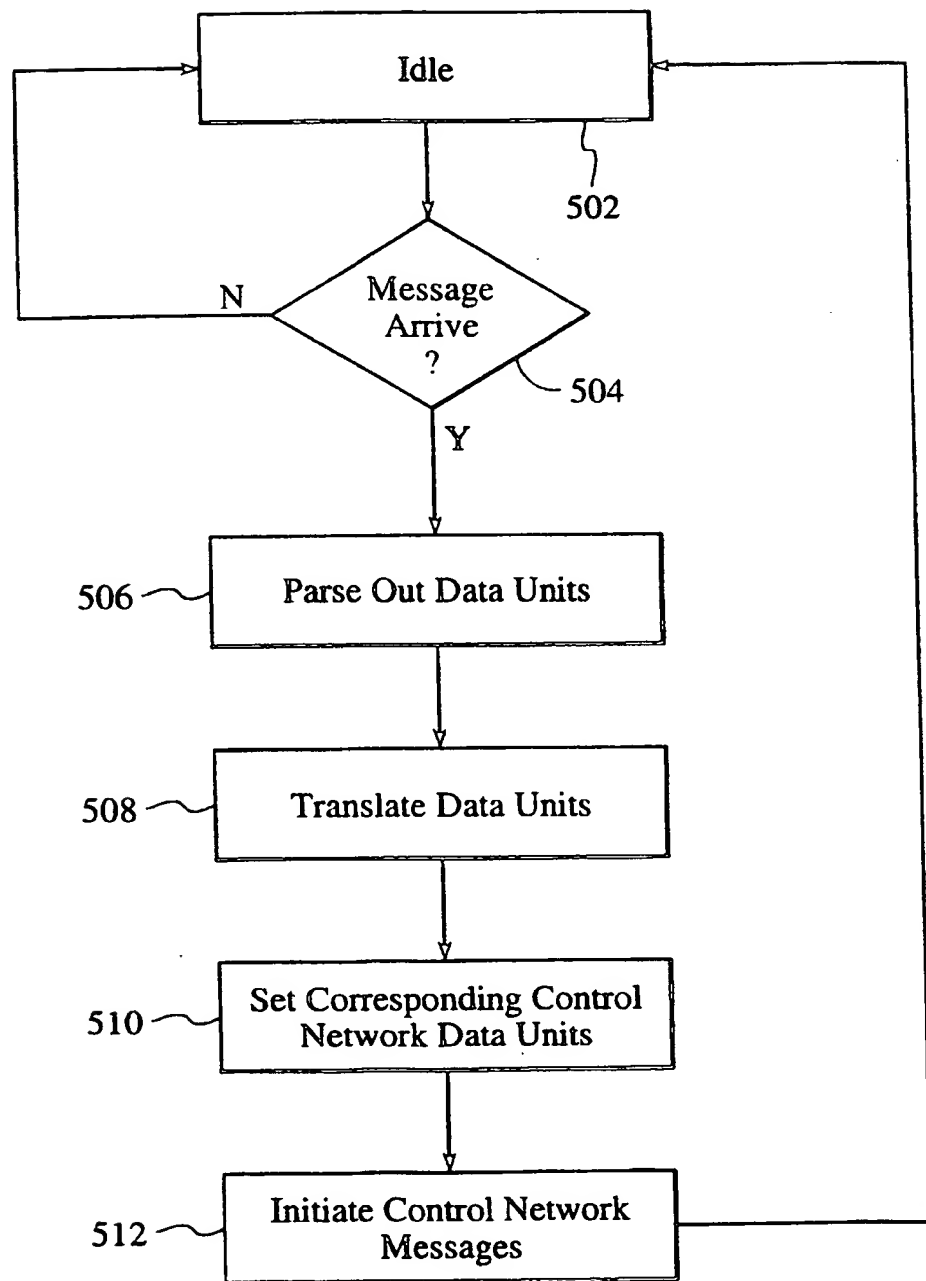 Idle
502
Message
Arrive
?
N
504
Y
506
Parse Out Data Units
508
Translate Data Units
510
Set Corresponding Control
Network Data Units
512
Initiate Control Network
Messages